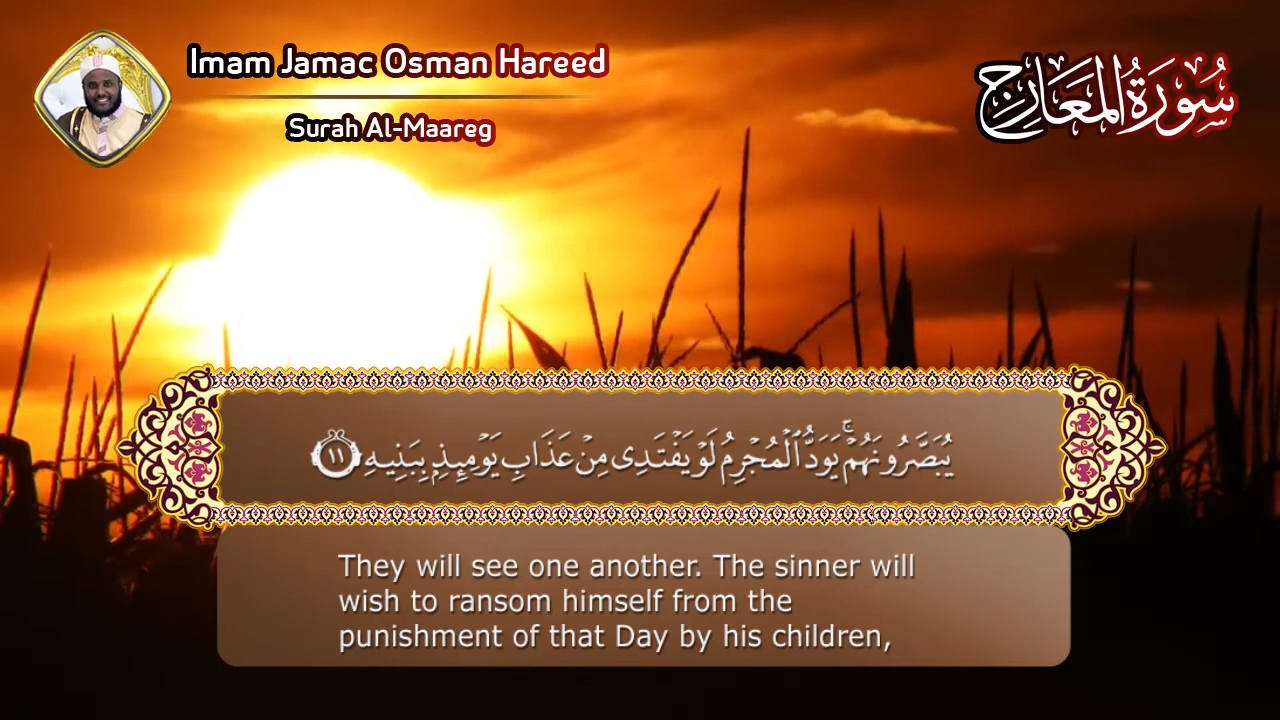 Imam Jamac Osman Hareed
Surah Al-Maareg
سُورَةُ المَعَارِج
يُبَصَّرُونَهُمْ ۚ يَوَدُّ ٱلْمُجْرِمُ لَوْ يَفْتَدِى مِنْ عَذَابِ يَوْمِئِذٍۭ بِبَنِيهِ ١١
They will see one another. The sinner will
wish to ransom himself from the
punishment of that Day by his children,